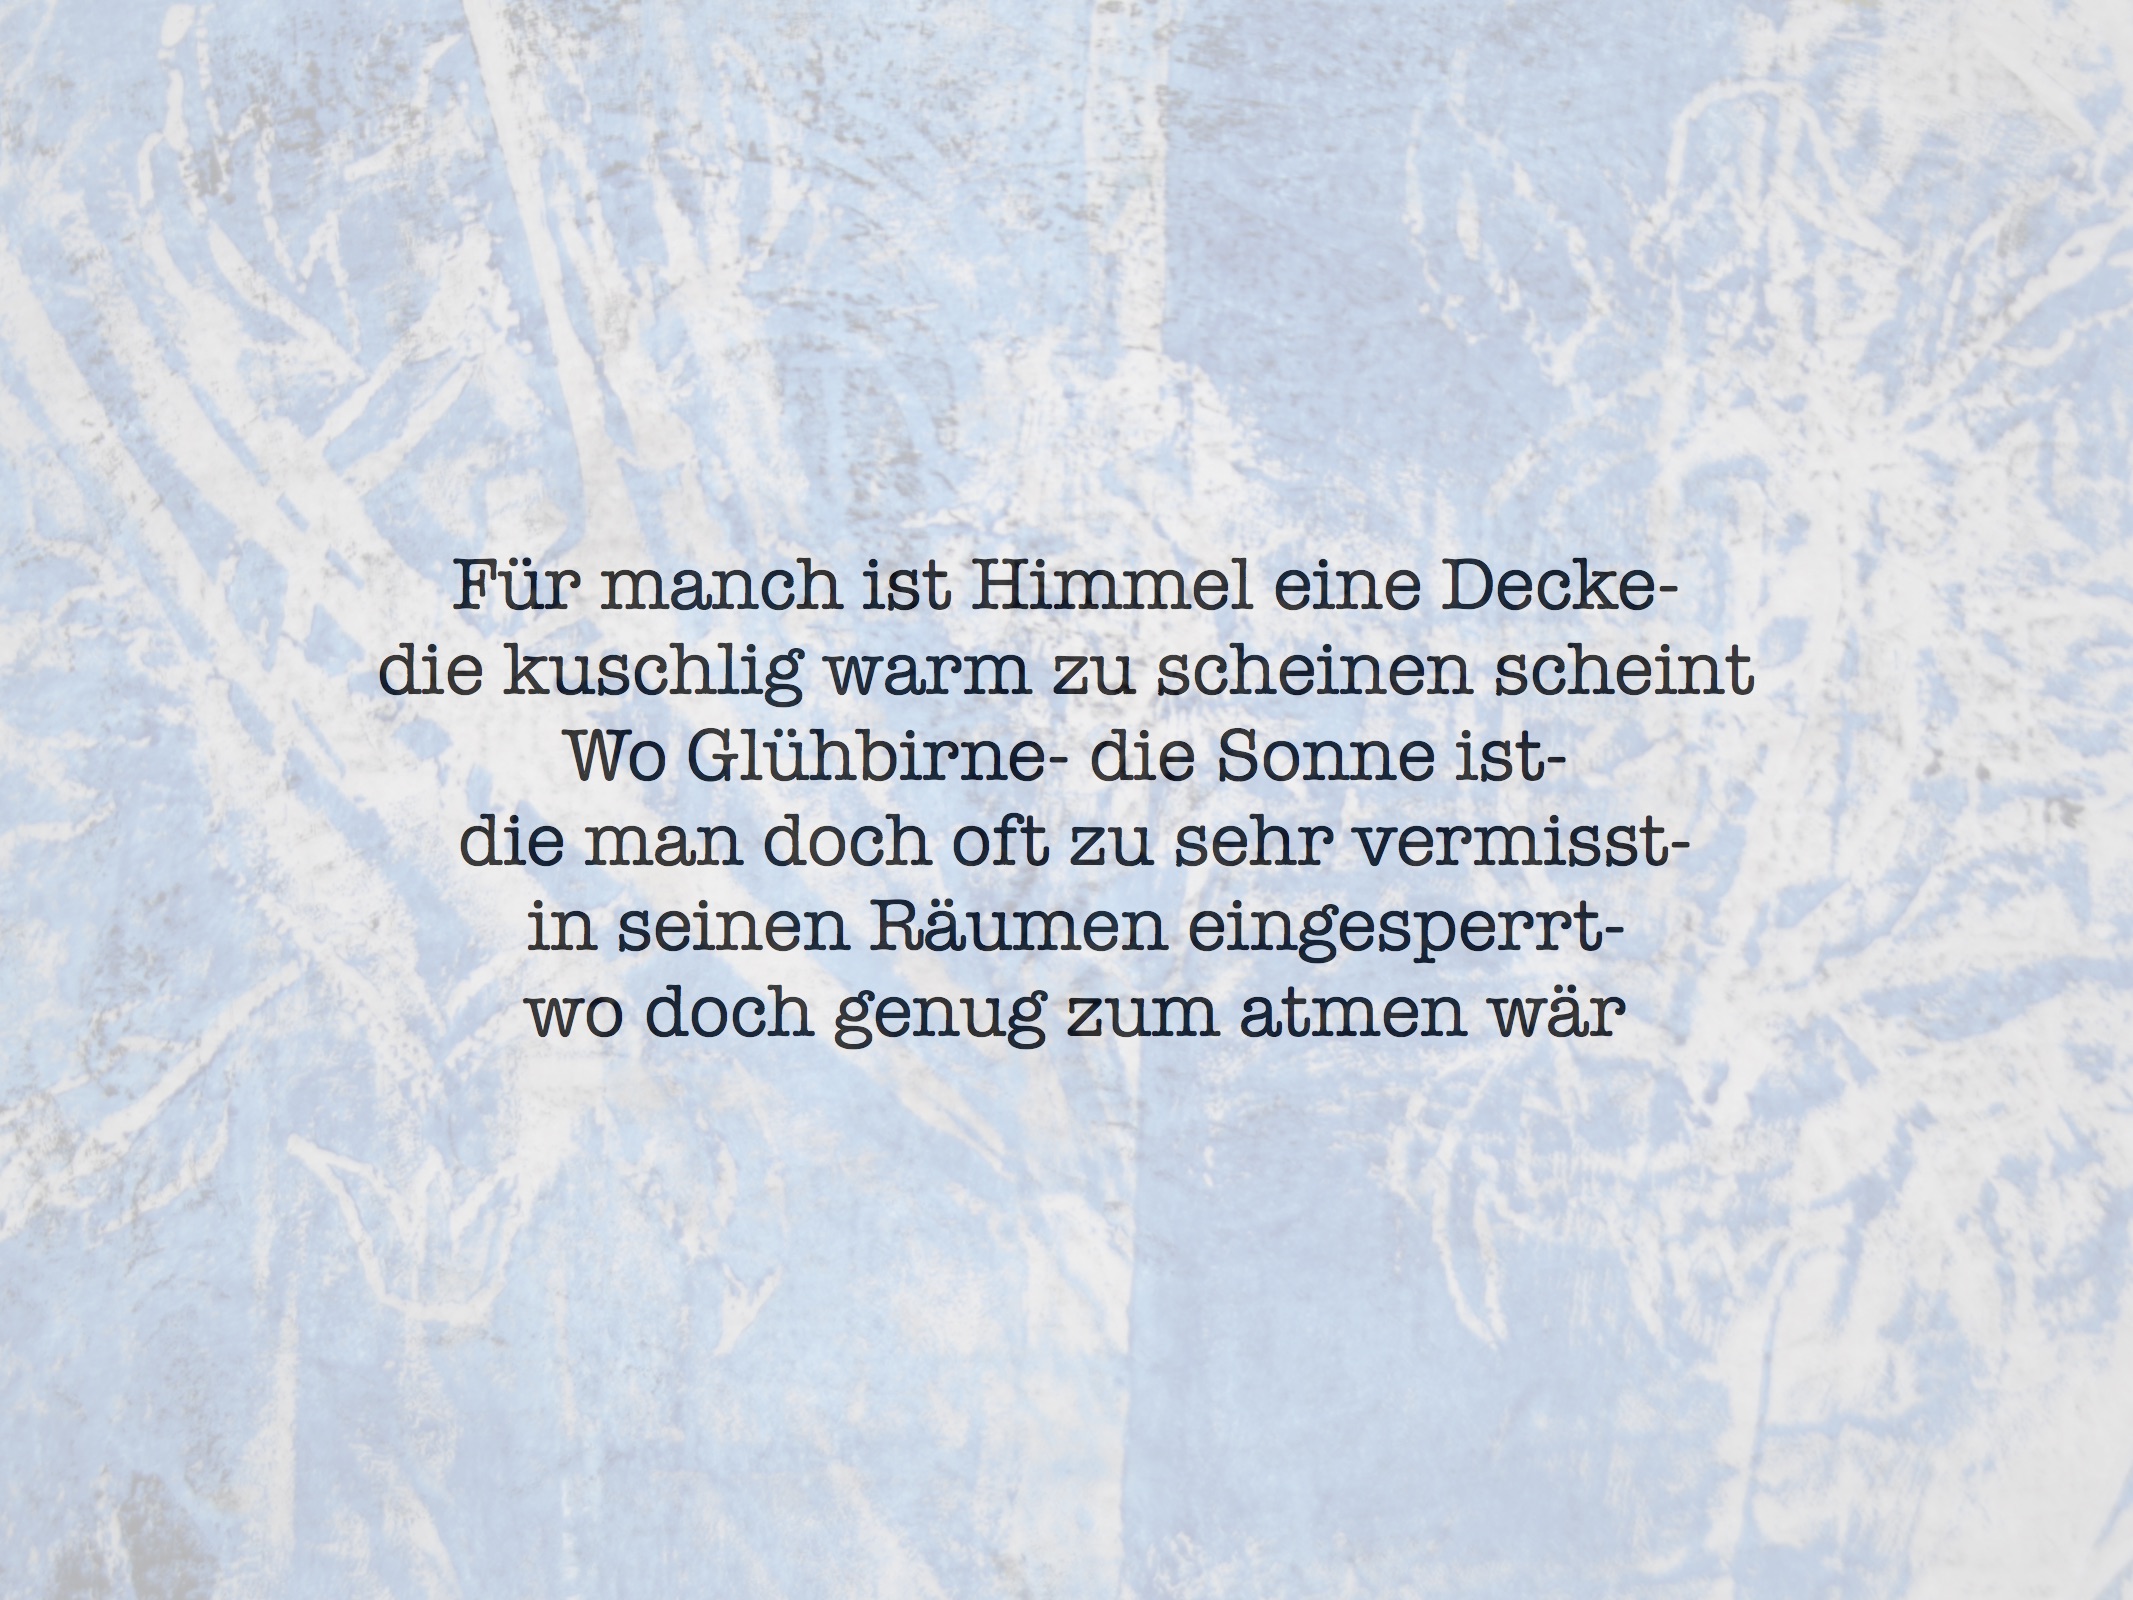 Für manch ist Himmel eine Decke-
die kuschlig warm zu scheinen scheint
Wo Glühbirne- die Sonne ist-
die man doch oft zu sehr vermisst-
in seinen Räumen eingesperrt-
wo doch genug zum atmen wär